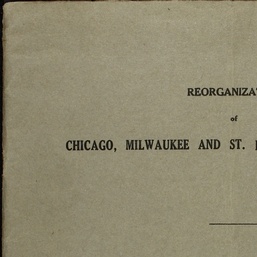 REORGANIZA
of
CHICAGO, MILWAUKEE AND ST.